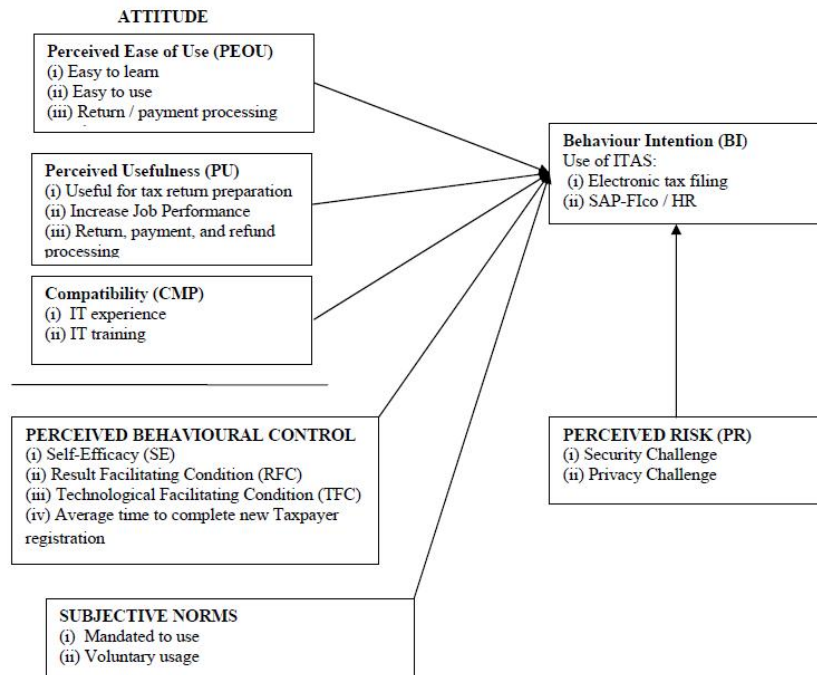 ATTITUDE
Perceived Ease of Use (PEOU)
(i) Easy to learn
(ii) Easy to use
(iii) Return / payment processing
Perceived Usefulness (PU)
(i) Useful for tax return preparation
(ii) Increase Job Performance
(iii) Return, payment, and refund
processing
Compatibility (CMP)
(i) IT experience
(ii) IT training
PERCEIVED BEHAVIOURAL CONTROL
(i) Self-Efficacy (SE)
(ii) Result Facilitating Condition (RFC)
(iii) Technological Facilitating Condition (TFC)
(iv) Average time to complete new Taxpayer
registration
SUBJECTIVE NORMS
(i) Mandated to use
(ii) Voluntary usage
Behaviour Intention (BI)
Use of ITAS:
(i) Electronic tax filing
(ii) SAP-FIco / HR
PERCEIVED RISK (PR)
(i) Security Challenge
(ii) Privacy Challenge